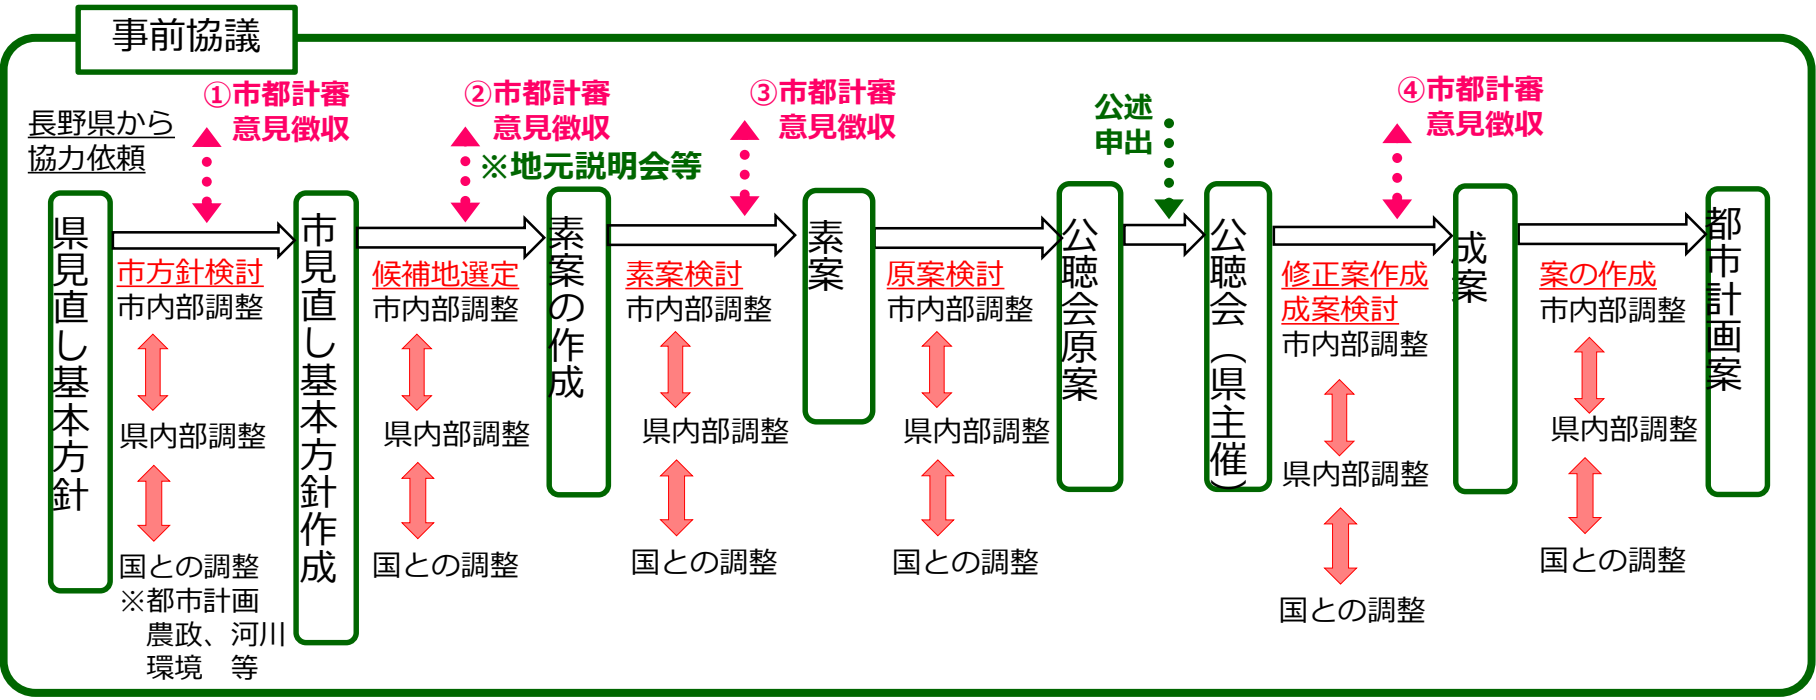 事前協議
長野県から
協力依頼
①市都計審
意見徴収
②市都計審
意見徴収
※地元説明会等
③市都計審
意見徴収
公述
申出
④市都計審
意見徴収
県見直し基本方針
市方針検討
市内部調整
県内部調整
国との調整
※都市計画
農政、河川
環境　等
市見直し基本方針作成
候補地選定
市内部調整
県内部調整
国との調整
素案の作成
素案検討
市内部調整
県内部調整
国との調整
素案
原案検討
市内部調整
県内部調整
国との調整
公聴会原案
公聴会（県主催）
修正案作成
成案検討
市内部調整
県内部調整
国との調整
成案
案の作成
市内部調整
県内部調整
国との調整
都市計画案